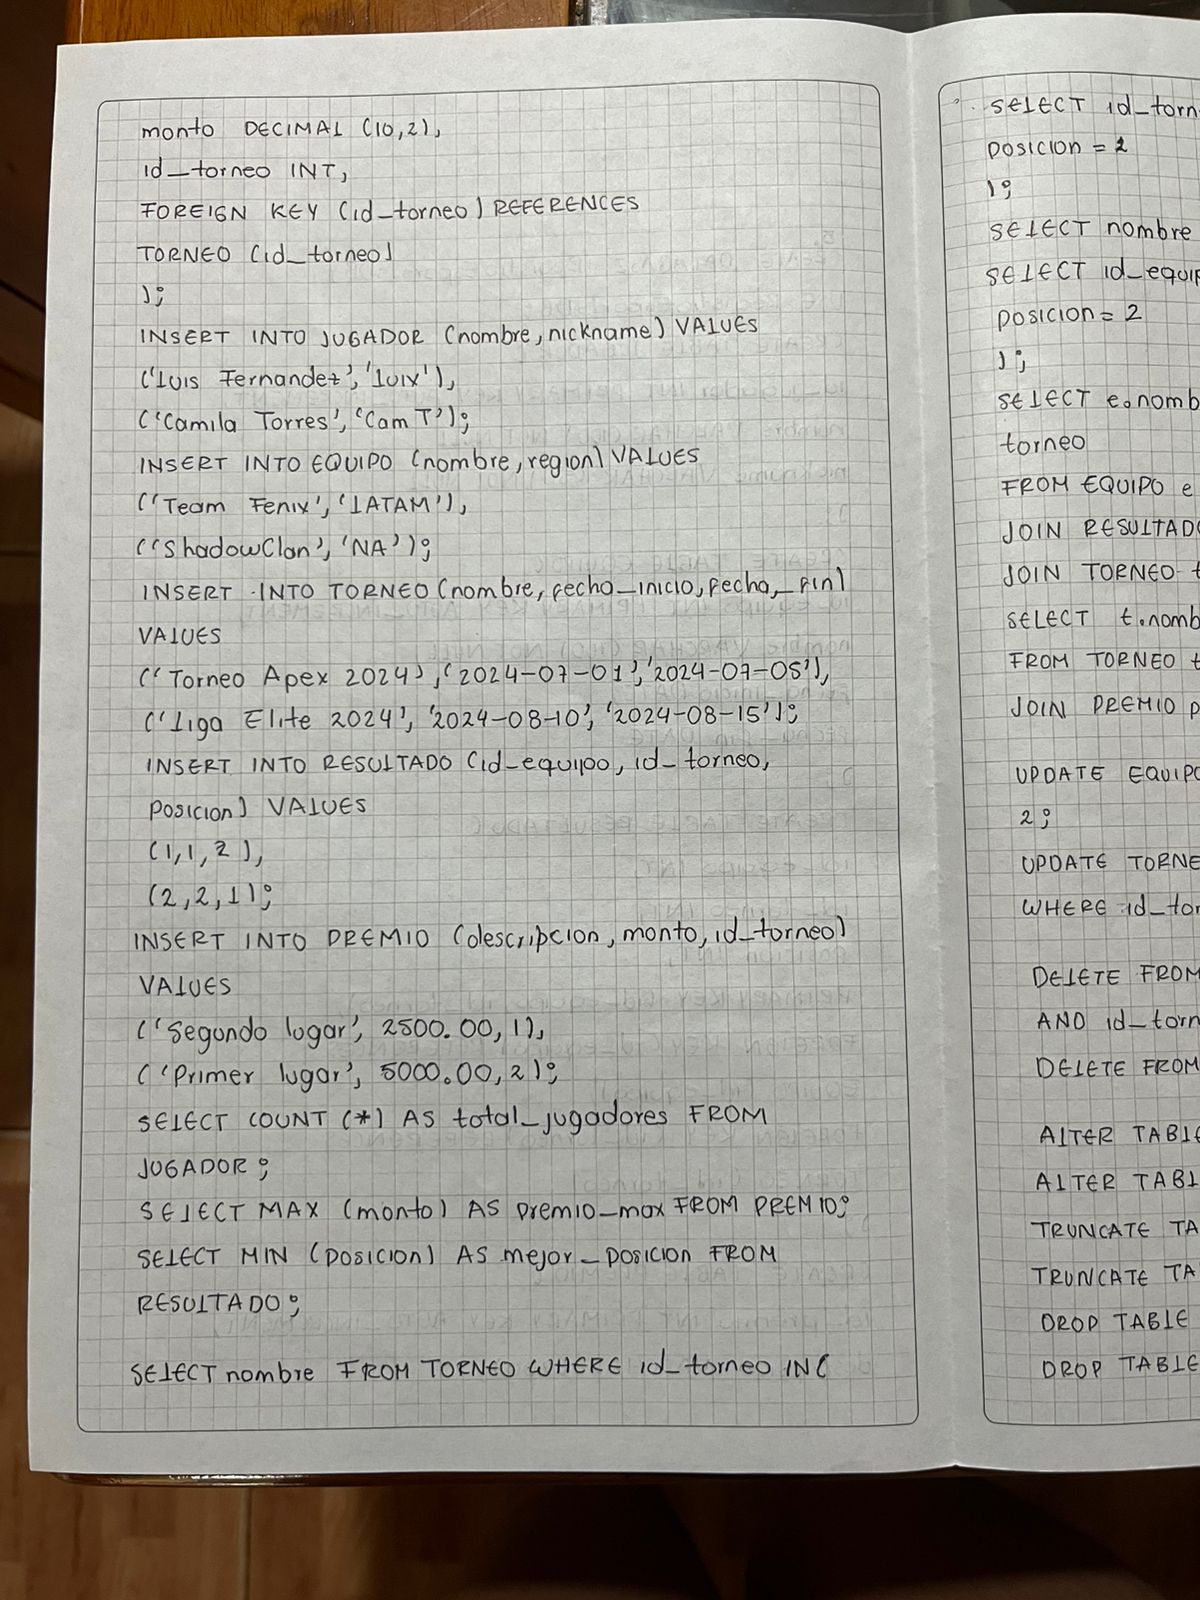 monto DECIMAL (10,2),
id_torneo INT,
FOREIGN KEY (id_torneo) REFERENCES
TORNEO (id_torneo)
);
INSERT INTO JUGADOR (nombre, nickname) VALUES
('Luis Fernandez', 'Luix'),
('Camila Torres', 'Cam T');
INSERT INTO EQUIPO (nombre, region) VALUES
('Team Fenix', 'LATAM'),
('ShadowClan', 'NA');
INSERT INTO TORNEO (nombre, fecha_inicio, fecha_fin)
VALUES
('Torneo Apex 2024', '2024-07-01', '2024-07-05'),
('Liga Elite 2024', '2024-08-10', '2024-08-15');
INSERT INTO RESULTADO (id_equipo, id_torneo,
posicion) VALUES
(1,1,2),
(2,2,1);
INSERT INTO PREMIO (descripcion, monto, id_torneo)
VALUES
('Segundo lugar', 2500.00, 1),
('Primer lugar', 5000.00, 2);
SELECT COUNT (*) AS total_jugadores FROM
JUGADOR;
SELECT MAX (monto) AS premio_max FROM PREMIO;
SELECT MIN (posicion) AS mejor_posicion FROM
RESULTADO;
SELECT nombre FROM TORNEO WHERE id_torneo IN(
SELECT id_torn
posicion = 2
);
SELECT nombre
SELECT id_equip
posicion = 2
);
SELECT e.nomb
torneo
FROM EQUIPO e
JOIN RESULTADO
JOIN TORNEO t
SELECT t.nomb
FROM TORNEO t
JOIN PREMIO p
UPDATE EQUIPO
2;
UPDATE TORNE
WHERE id_tor
DELETE FROM
AND id_torn
DELETE FROM
ALTER TABLE
ALTER TABL
TRUNCATE TA
TRUNCATE TA
DROP TABLE
DROP TABLE